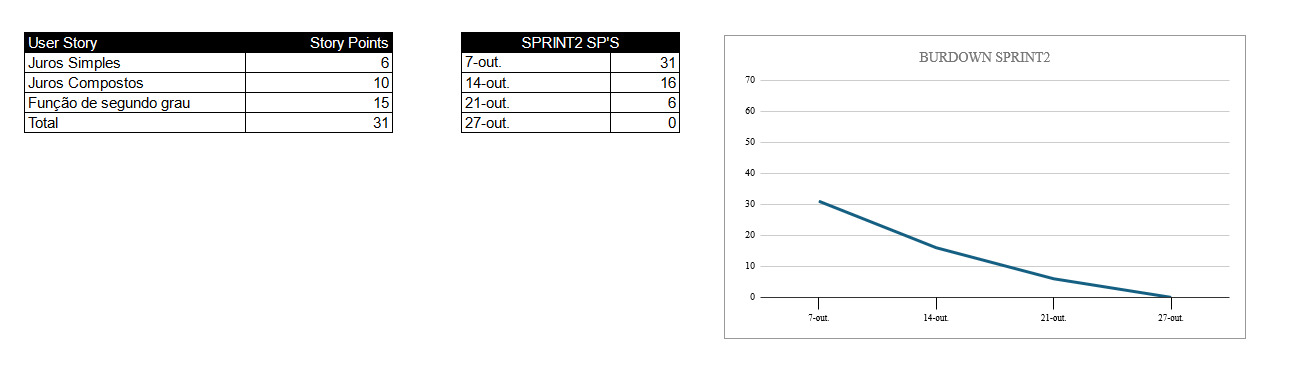 User Story Story Points
Juros Simples 6
Juros Compostos 10
Função de segundo grau 15
Total 31
SPRINT2 SP'S
7-out. 31
14-out. 16
21-out. 6
27-out. 0
BURDOWN SPRINT2
70
60
50
40
30
20
10
0
7-out. 14-out. 21-out. 27-out.